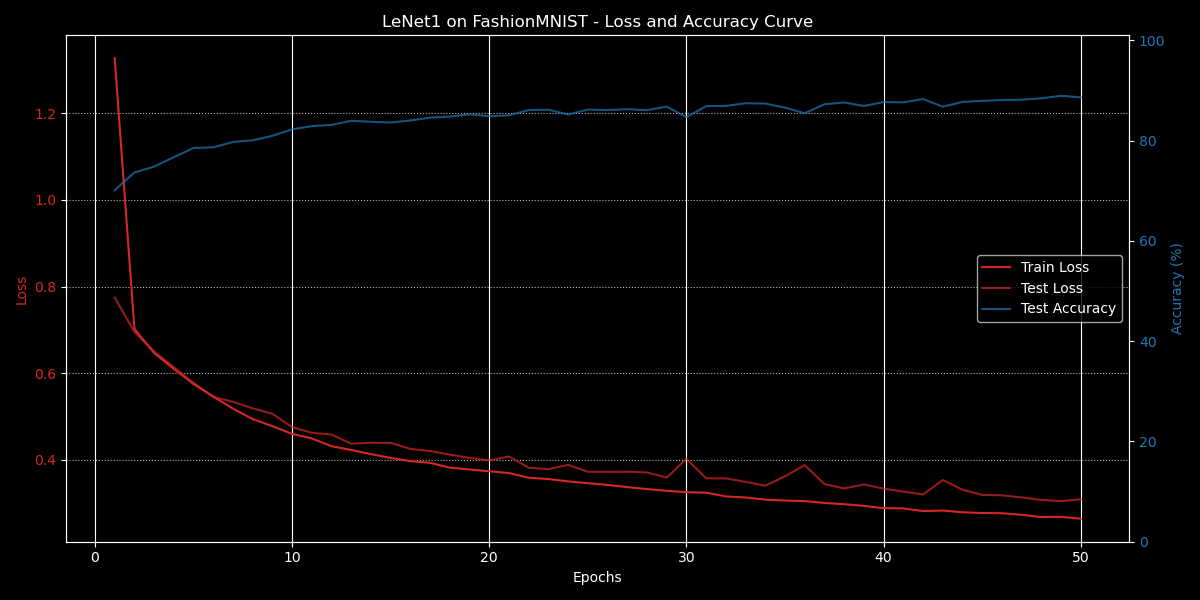 LeNet1 on FashionMNIST - Loss and Accuracy Curve
Loss
1.2
1.0
0.8
0.6
0.4
100
80
60
40
20
0
Accuracy (%)
Train Loss
Test Loss
Test Accuracy
0 10 20 30 40 50
Epochs